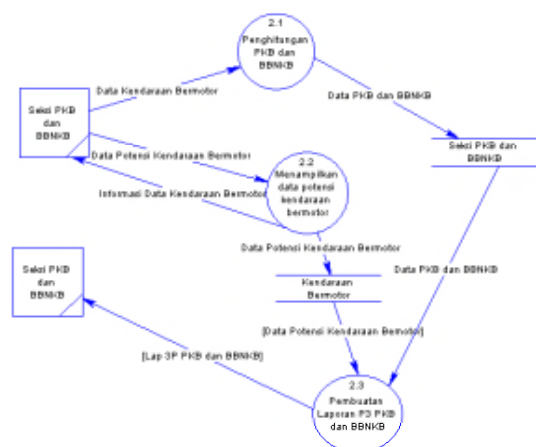 2.1
Penghitungan
PKB dan
BBNKB
Data Kendaraan Bermotor
Data PKB dan BBNKB
Seksi PKB
dan
BBNKB
Seksi PKB dan
BBNKB
Data Potensi Kendaraan Bermotor
2.2
Menampilkan
data potensi
kendaraan
bermotor
Informasi Data Kendaraan Bermotor
Data Potensi Kendaraan Bermotor
Seksi PKB
dan
BBNKB
Kendaraan
Bermotor
Data PKB dan BBNKB
[Data Potensi Kendaraan Bemotor]
[Lap 3P PKB dan BBNKB]
2.3
Pembuatan
Laporan P3 PKB
dan BBNKB